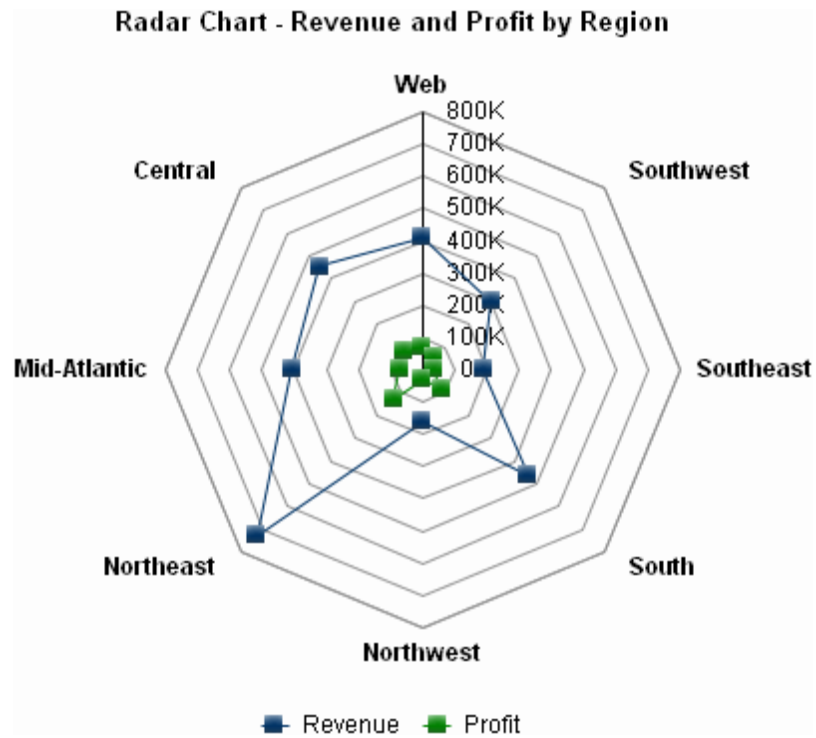 Radar Chart - Revenue and Profit by Region
Web
800K
700K
600K
500K
400K
300K
200K
100K
0
Central
Southwest
Mid-Atlantic
Southeast
Northeast
South
Northwest
Revenue
Profit